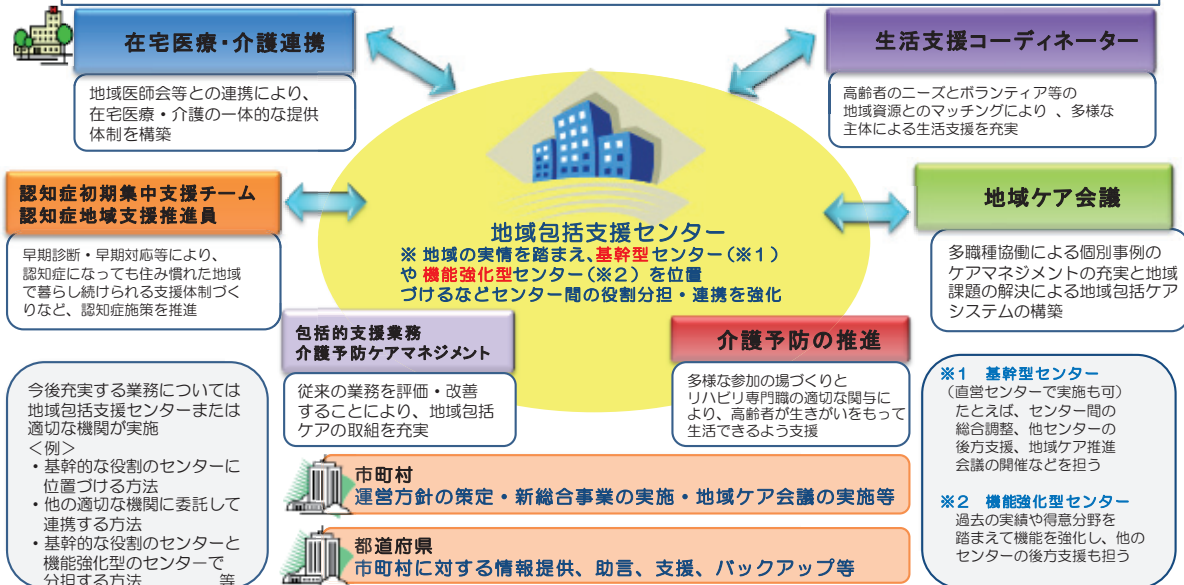 在宅医療・介護連携
地域医師会等との連携により、
在宅医療・介護の一体的な提供
体制を構築
生活支援コーディネーター
高齢者のニーズとボランティア等の
地域資源とのマッチングにより 、多様な
主体による生活支援を充実
認知症初期集中支援チーム
認知症地域支援推進員
早期診断・早期対応等により、
認知症になっても住み慣れた地域
で暮らし続けられる支援体制づく
りなど、認知症施策を推進
地域包括支援センター
※ 地域の実情を踏まえ、基幹型センター(※1)
や 機能強化型センター(※2) を位置
づけるなどセンター間の役割分担・連携を強化
地域ケア会議
多職種協働による個別事例の
ケアマネジメントの充実と地域
課題の解決による地域包括ケア
システムの構築
包括的支援業務
介護予防ケアマネジメント
従来の業務を評価・改善
することにより、地域包括
ケアの取組を充実
介護予防の推進
多様な参加の場づくりと
リハビリ専門職の適切な関与に
より、高齢者が生きがいをもって
生活できるよう支援
今後充実する業務については
地域包括支援センターまたは
適切な機関が実施
<例>
・基幹的な役割のセンターに
位置づける方法
・他の適切な機関に委託して
連携する方法
・基幹的な役割のセンターと
機能強化型のセンターで
分担する方法 等
※1 基幹型センター
(直営センターで実施も可)
たとえば、センター間の
総合調整、他センターの
後方支援、地域ケア推進
会議の開催などを担う
※2 機能強化型センター
過去の実績や得意分野を
踏まえて機能を強化し、他の
センターの後方支援も担う
市町村
運営方針の策定・新総合事業の実施・地域ケア会議の実施等
都道府県
市町村に対する情報提供、助言、支援、バックアップ等